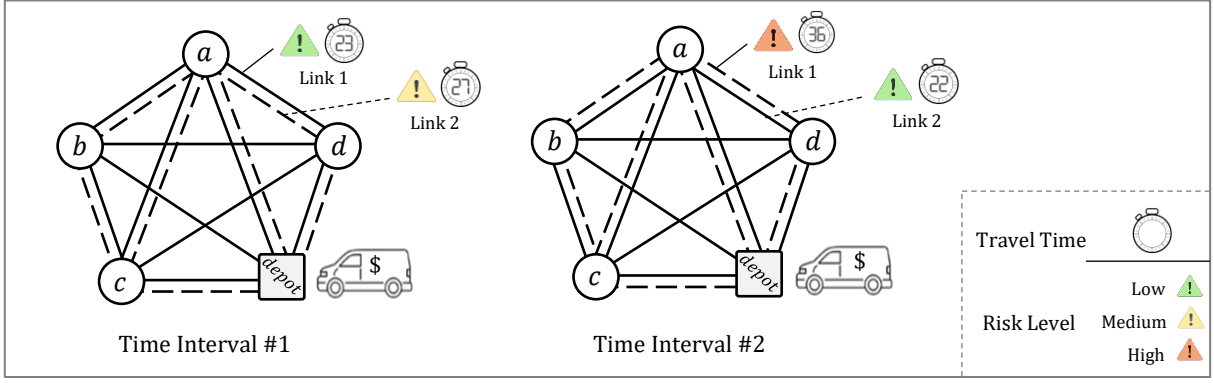 a
23
Link 1
27
Link 2
b
d
c
depot
$
Time Interval #1
a
36
Link 1
22
Link 2
b
d
c
depot
$
Time Interval #2
Travel Time
Risk Level
Low !
Medium !
High !